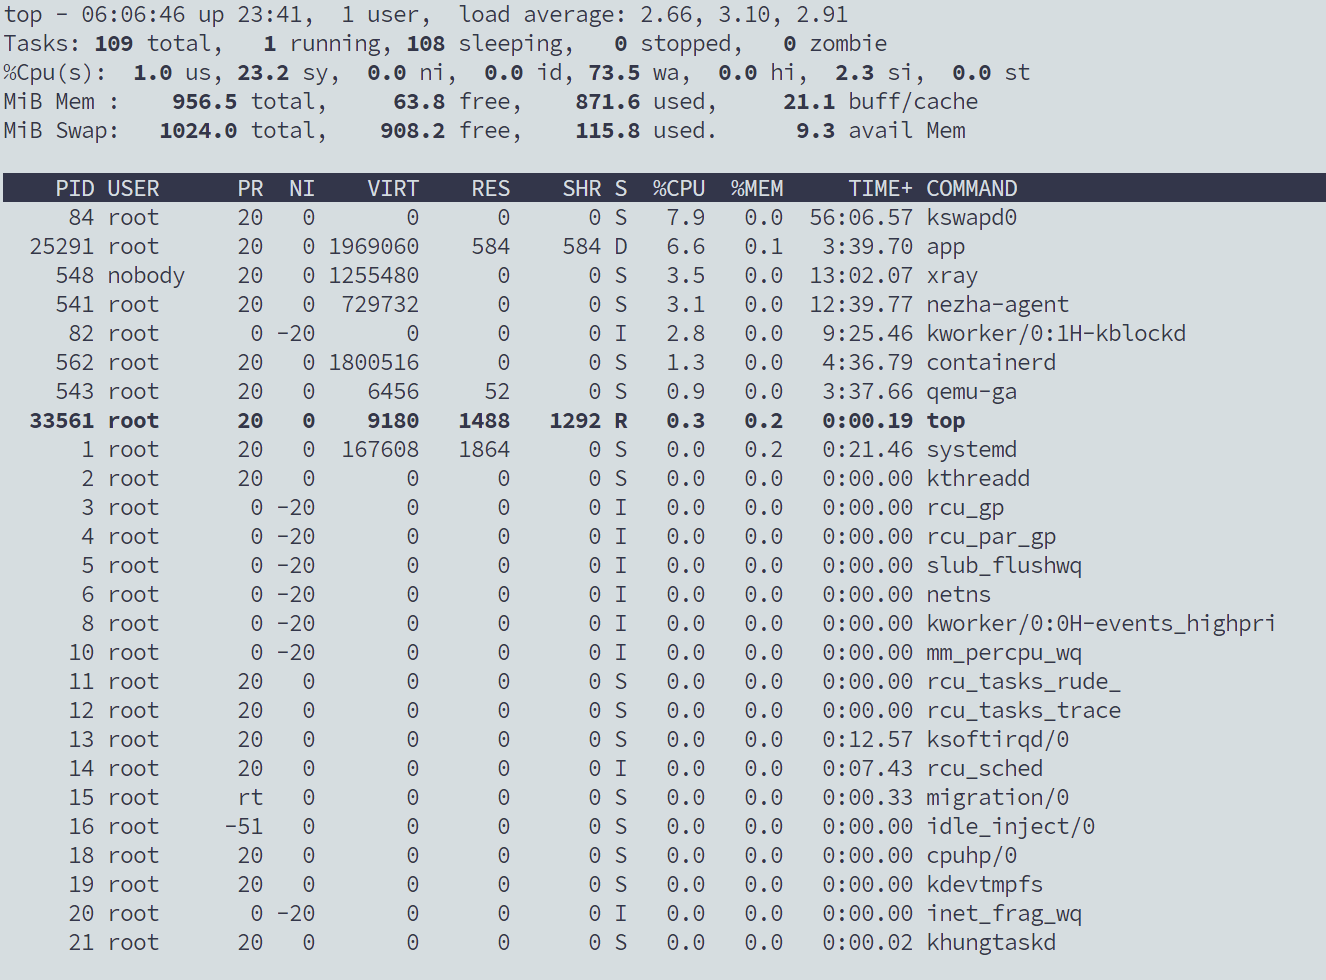 top - 06:06:46 up 23:41,  1 user,  load average: 2.66, 3.10, 2.91
Tasks: 109 total,   1 running, 108 sleeping,   0 stopped,   0 zombie
%Cpu(s):  1.0 us, 23.2 sy,  0.0 ni,  0.0 id, 73.5 wa,  0.0 hi,  2.3 si,  0.0 st
MiB Mem :    956.5 total,     63.8 free,    871.6 used,     21.1 buff/cache
MiB Swap:   1024.0 total,    908.2 free,    115.8 used.      9.3 avail Mem
    PID USER      PR  NI    VIRT    RES    SHR S  %CPU  %MEM     TIME+ COMMAND
     84 root      20   0       0      0      0 S   7.9   0.0  56:06.57 kswapd0
  25291 root      20   0 1969060    584    584 D   6.6   0.1   3:39.70 app
    548 nobody    20   0 1255480      0      0 S   3.5   0.0  13:02.07 xray
    541 root      20   0  729732      0      0 S   3.1   0.0  12:39.77 nezha-agent
     82 root       0 -20       0      0      0 I   2.8   0.0   9:25.46 kworker/0:1H-kblockd
    562 root      20   0 1800516      0      0 S   1.3   0.0   4:36.79 containerd
    543 root      20   0    6456     52      0 S   0.9   0.0   3:37.66 qemu-ga
  33561 root      20   0    9180   1488   1292 R   0.3   0.2   0:00.19 top
      1 root      20   0  167608   1864      0 S   0.0   0.2   0:21.46 systemd
      2 root      20   0       0      0      0 S   0.0   0.0   0:00.00 kthreadd
      3 root       0 -20       0      0      0 I   0.0   0.0   0:00.00 rcu_gp
      4 root       0 -20       0      0      0 I   0.0   0.0   0:00.00 rcu_par_gp
      5 root       0 -20       0      0      0 I   0.0   0.0   0:00.00 slub_flushwq
      6 root       0 -20       0      0      0 I   0.0   0.0   0:00.00 netns
      8 root       0 -20       0      0      0 I   0.0   0.0   0:00.00 kworker/0:0H-events_highpri
     10 root       0 -20       0      0      0 I   0.0   0.0   0:00.00 mm_percpu_wq
     11 root      20   0       0      0      0 S   0.0   0.0   0:00.00 rcu_tasks_rude_
     12 root      20   0       0      0      0 S   0.0   0.0   0:00.00 rcu_tasks_trace
     13 root      20   0       0      0      0 S   0.0   0.0   0:12.57 ksoftirqd/0
     14 root      20   0       0      0      0 I   0.0   0.0   0:07.43 rcu_sched
     15 root      rt   0       0      0      0 S   0.0   0.0   0:00.33 migration/0
     16 root     -51   0       0      0      0 S   0.0   0.0   0:00.00 idle_inject/0
     18 root      20   0       0      0      0 S   0.0   0.0   0:00.00 cpuhp/0
     19 root      20   0       0      0      0 S   0.0   0.0   0:00.00 kdevtmpfs
     20 root       0 -20       0      0      0 I   0.0   0.0   0:00.00 inet_frag_wq
     21 root      20   0       0      0      0 S   0.0   0.0   0:00.02 khungtaskd